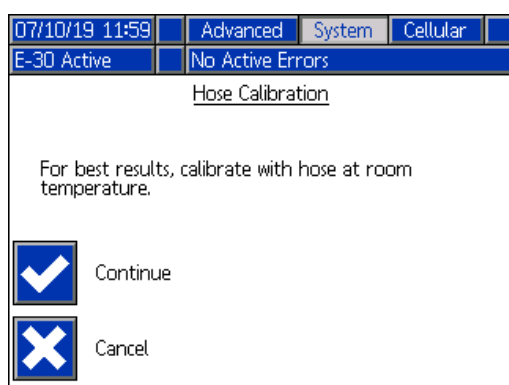 07/10/19 11:59 Advanced System Cellular
E-30 Active No Active Errors
Hose Calibration
For best results, calibrate with hose at room
temperature.
Continue
Cancel